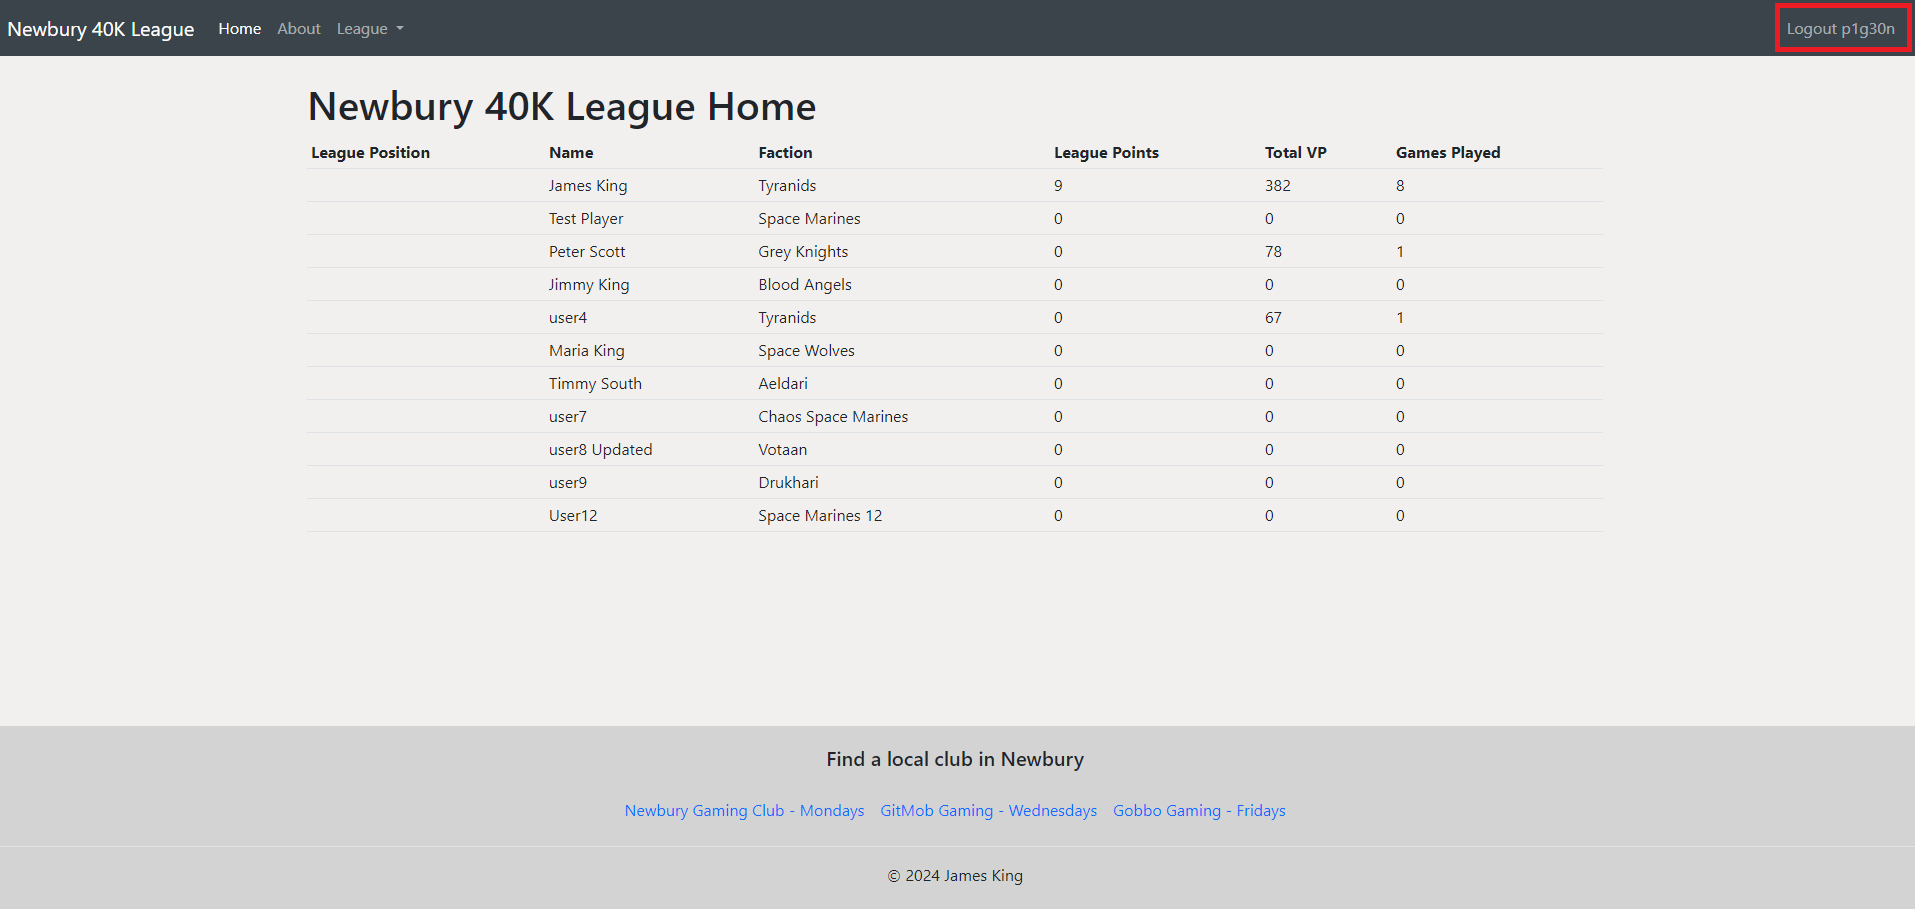 Newbury 40K League Home About League Logout p1g30n
Newbury 40K League Home
League Position Name Faction League Points Total VP Games Played
James King Tyranids 9 382 8
Test Player Space Marines 0 0 0
Peter Scott Grey Knights 0 78 1
Jimmy King Blood Angels 0 0 0
user4 Tyranids 0 67 1
Maria King Space Wolves 0 0 0
Timmy South Aeldari 0 0 0
user7 Chaos Space Marines 0 0 0
user8 Updated Votaan 0 0 0
user9 Drukhari 0 0 0
User12 Space Marines 12 0 0 0
Find a local club in Newbury
Newbury Gaming Club - Mondays GitMob Gaming - Wednesdays Gobbo Gaming - Fridays
© 2024 James King